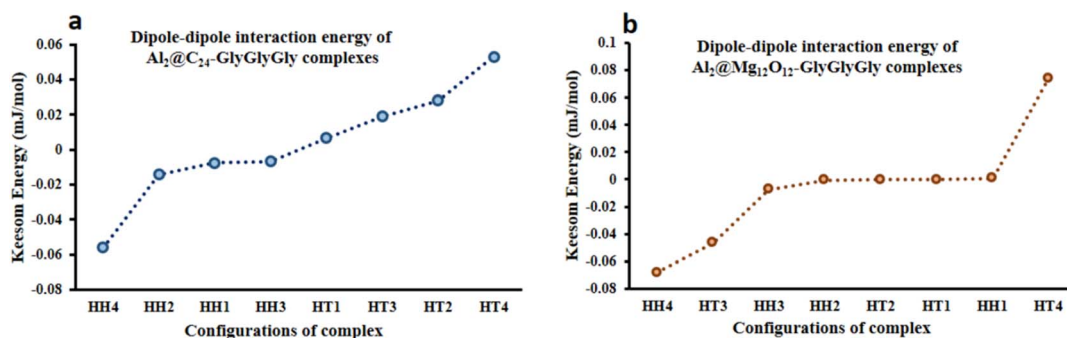 a
Dipole-dipole interaction energy of
Al₂@C₂₄-GlyGlyGly complexes
Keesom Energy (mJ/mol)
0.06
0.04
0.02
0
-0.02
-0.04
-0.06
-0.08
HH4 HH2 HH1 HH3 HT1 HT3 HT2 HT4
Configurations of complex
b
Dipole-dipole interaction energy of
Al₂@Mg₁₂O₁₂-GlyGlyGly complexes
Keesom Energy (mJ/mol)
0.1
0.08
0.06
0.04
0.02
0
-0.02
-0.04
-0.06
-0.08
HH4 HT3 HH3 HH2 HT2 HT1 HH1 HT4
Configurations of complex